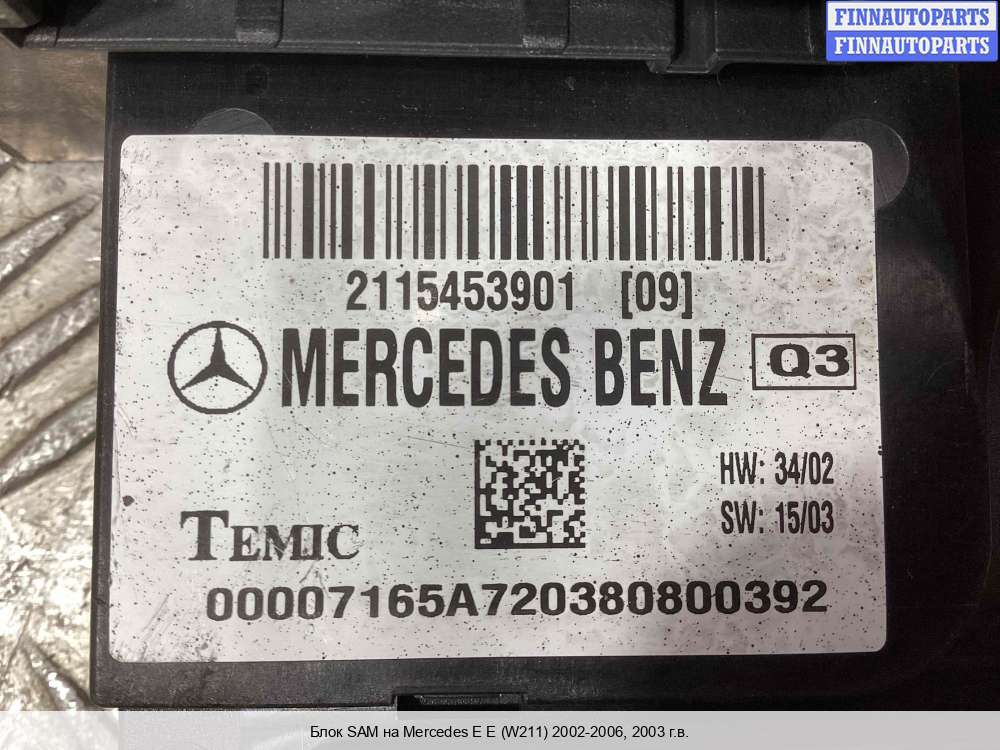 FINNAUTOPARTS
FINNAUTOPARTS
2115453901 [09]
MERCEDES BENZ Q3
HW: 34/02
SW: 15/03
TEMIC
00007165A720380800392
Блок SAM на Mercedes E E (W211) 2002-2006, 2003 г.в.